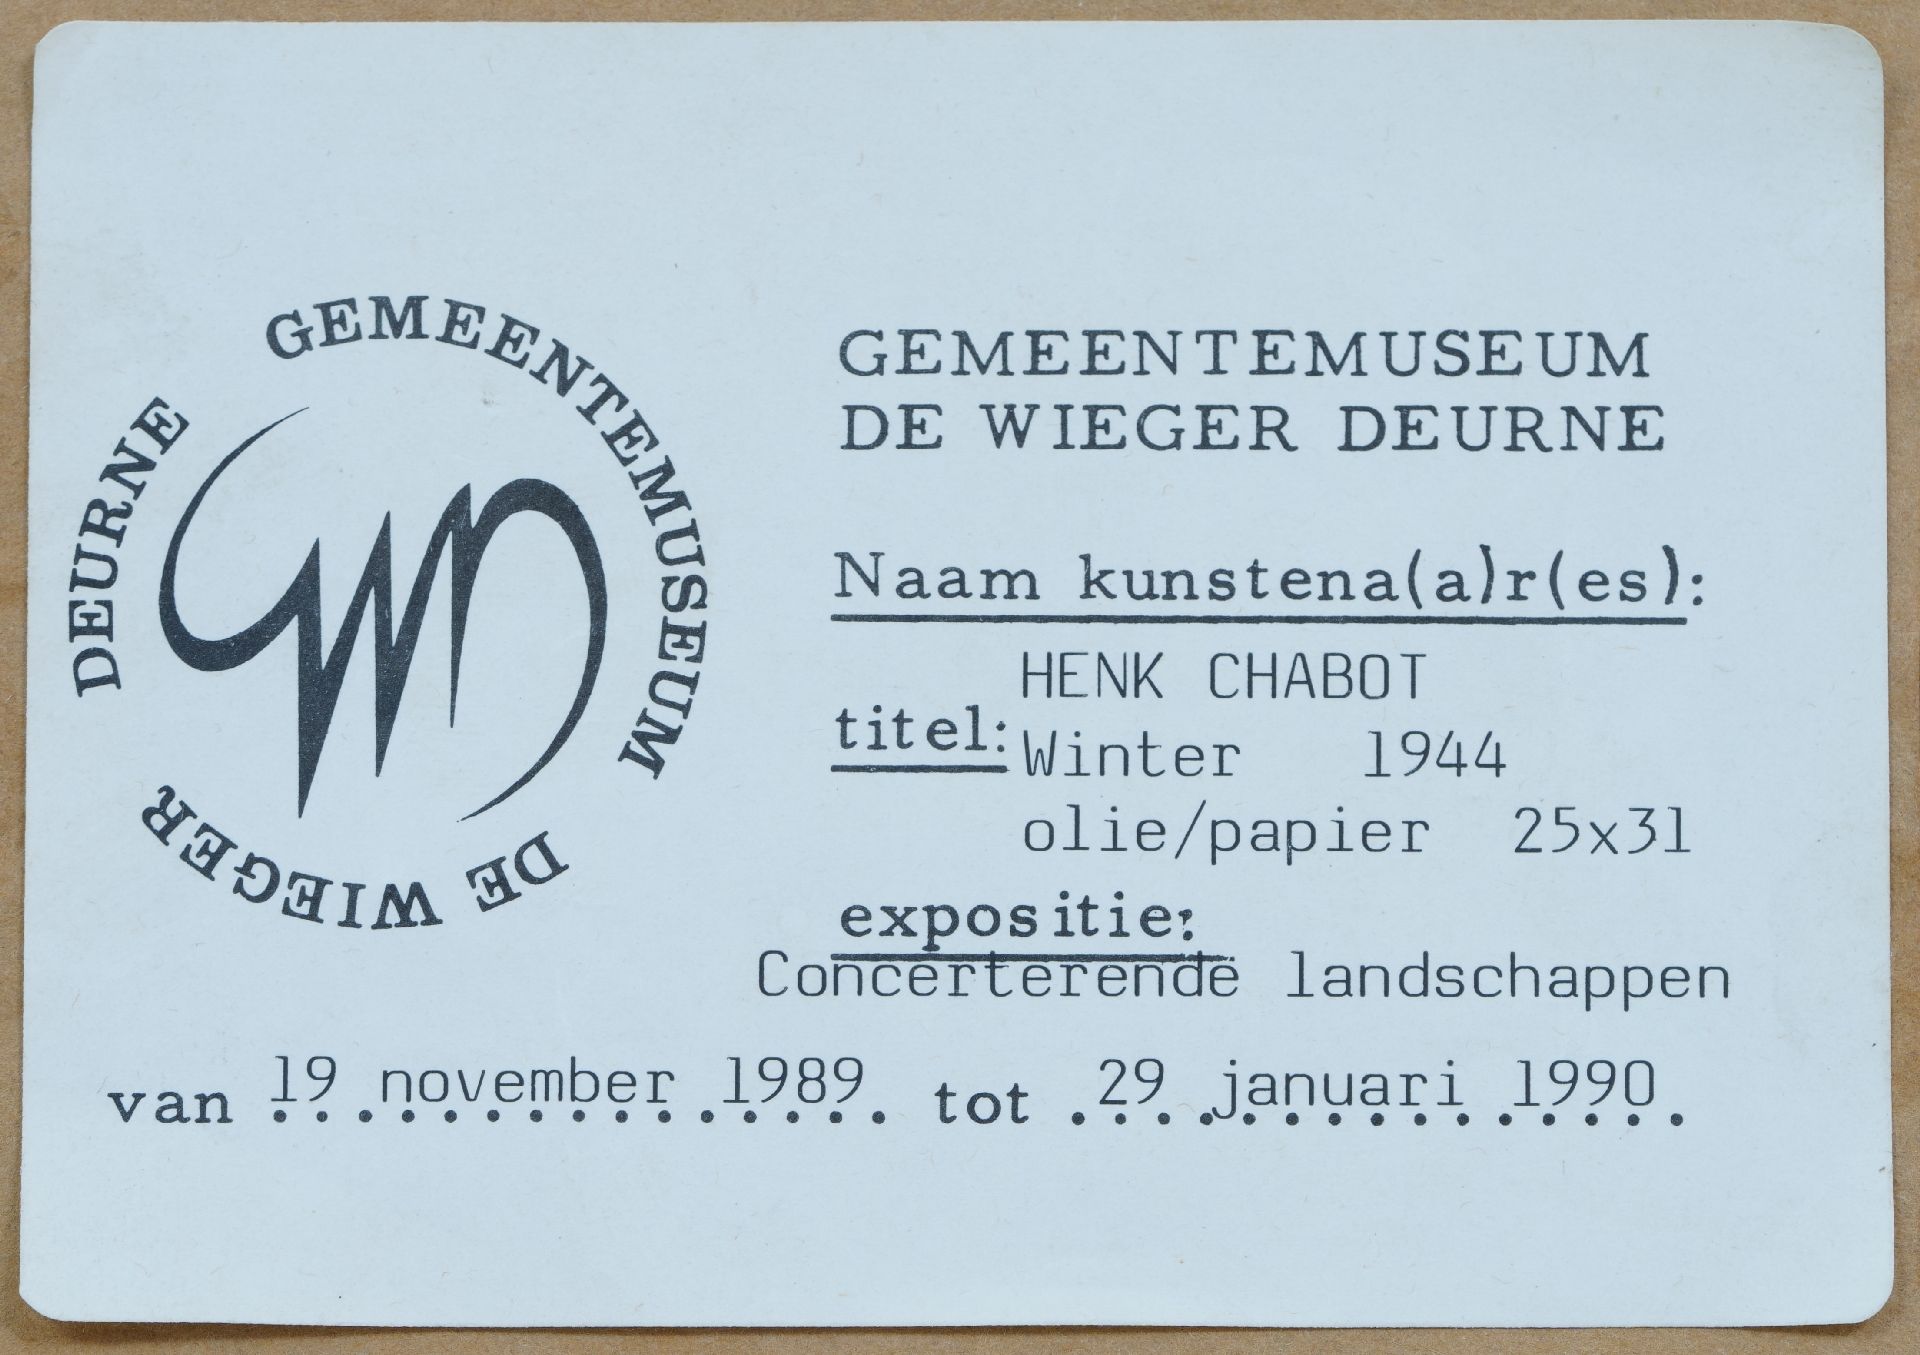 GEMEENTEMUSEUM
DE WIEGER
DEURNE
GEMEENTEMUSEUM
DE WIEGER DEURNE
Naam kunstena(a)r(es):
HENK CHABOT
titel: Winter 1944
olie/papier 25x31
expositie:
Concerterende landschappen
van 19 november 1989 tot 29 januari 1990